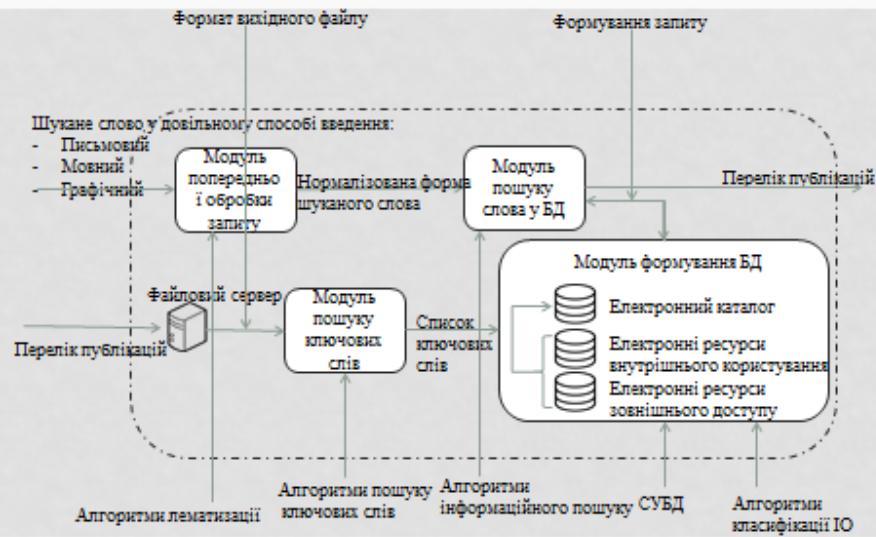 Формат вихідного файлу
Формування запиту
Шукане слово у довільному способі введення:
- Письмовий
- Мовний
- Графічний
Модуль
попередньо
ї обробки
запиту
Нормалізована форма
шуканого слова
Модуль
пошуку
слова у БД
Перелік публікацій
Модуль формування БД
Електронний каталог
Електронні ресурси
внутрішнього користування
Електронні ресурси
зовнішнього доступу
Файловий сервер
Перелік публікацій
Модуль
пошуку
ключових
слів
Список
ключових
слів
Алгоритми лематизації
Алгоритми пошуку
ключових слів
Алгоритми
інформаційного пошуку
СУБД
Алгоритми
класифікації ІО